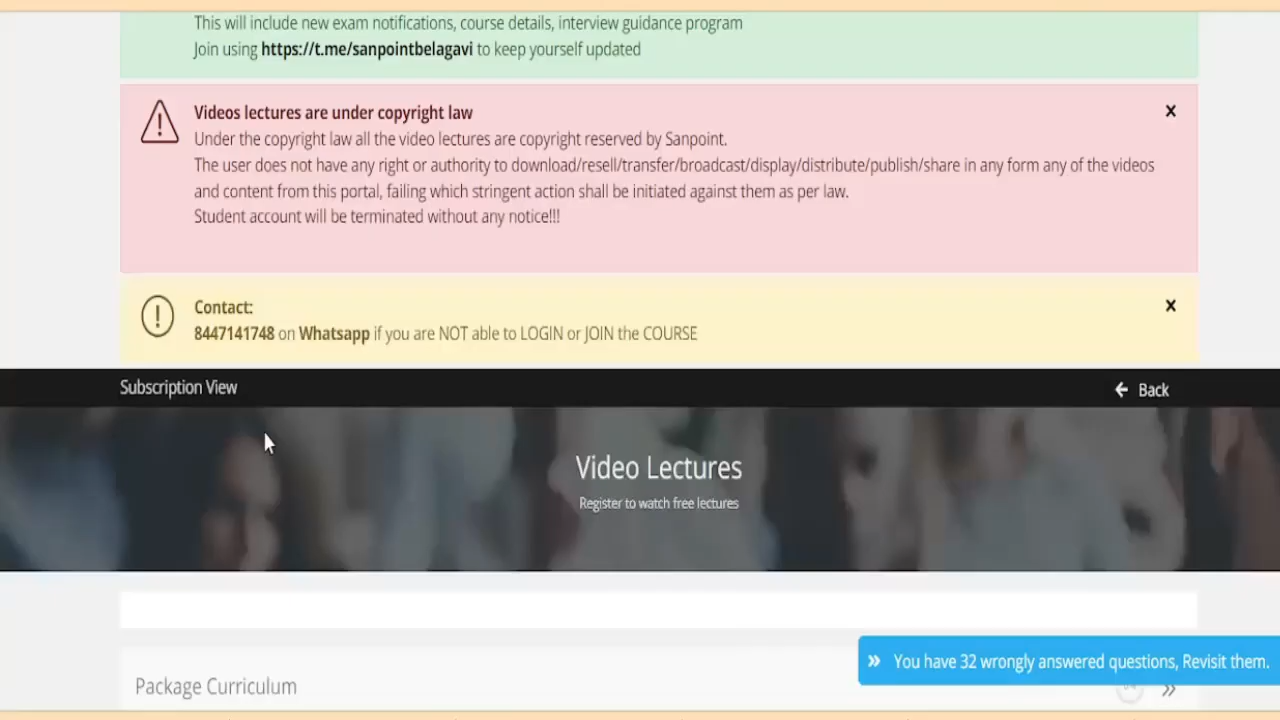 This will include new exam notifications, course details, interview guidance program
Join using https://t.me/sanpointbelagavi to keep yourself updated
Videos lectures are under copyright law
Under the copyright law all the video lectures are copyright reserved by Sanpoint.
The user does not have any right or authority to download/resell/transfer/broadcast/display/distribute/publish/share in any form any of the videos
and content from this portal, failing which stringent action shall be initiated against them as per law.
Student account will be terminated without any notice!!!
Contact:
8447141748 on Whatsapp if you are NOT able to LOGIN or JOIN the COURSE
Subscription View
Back
Video Lectures
Register to watch free lectures
You have 32 wrongly answered questions, Revisit them.
Package Curriculum